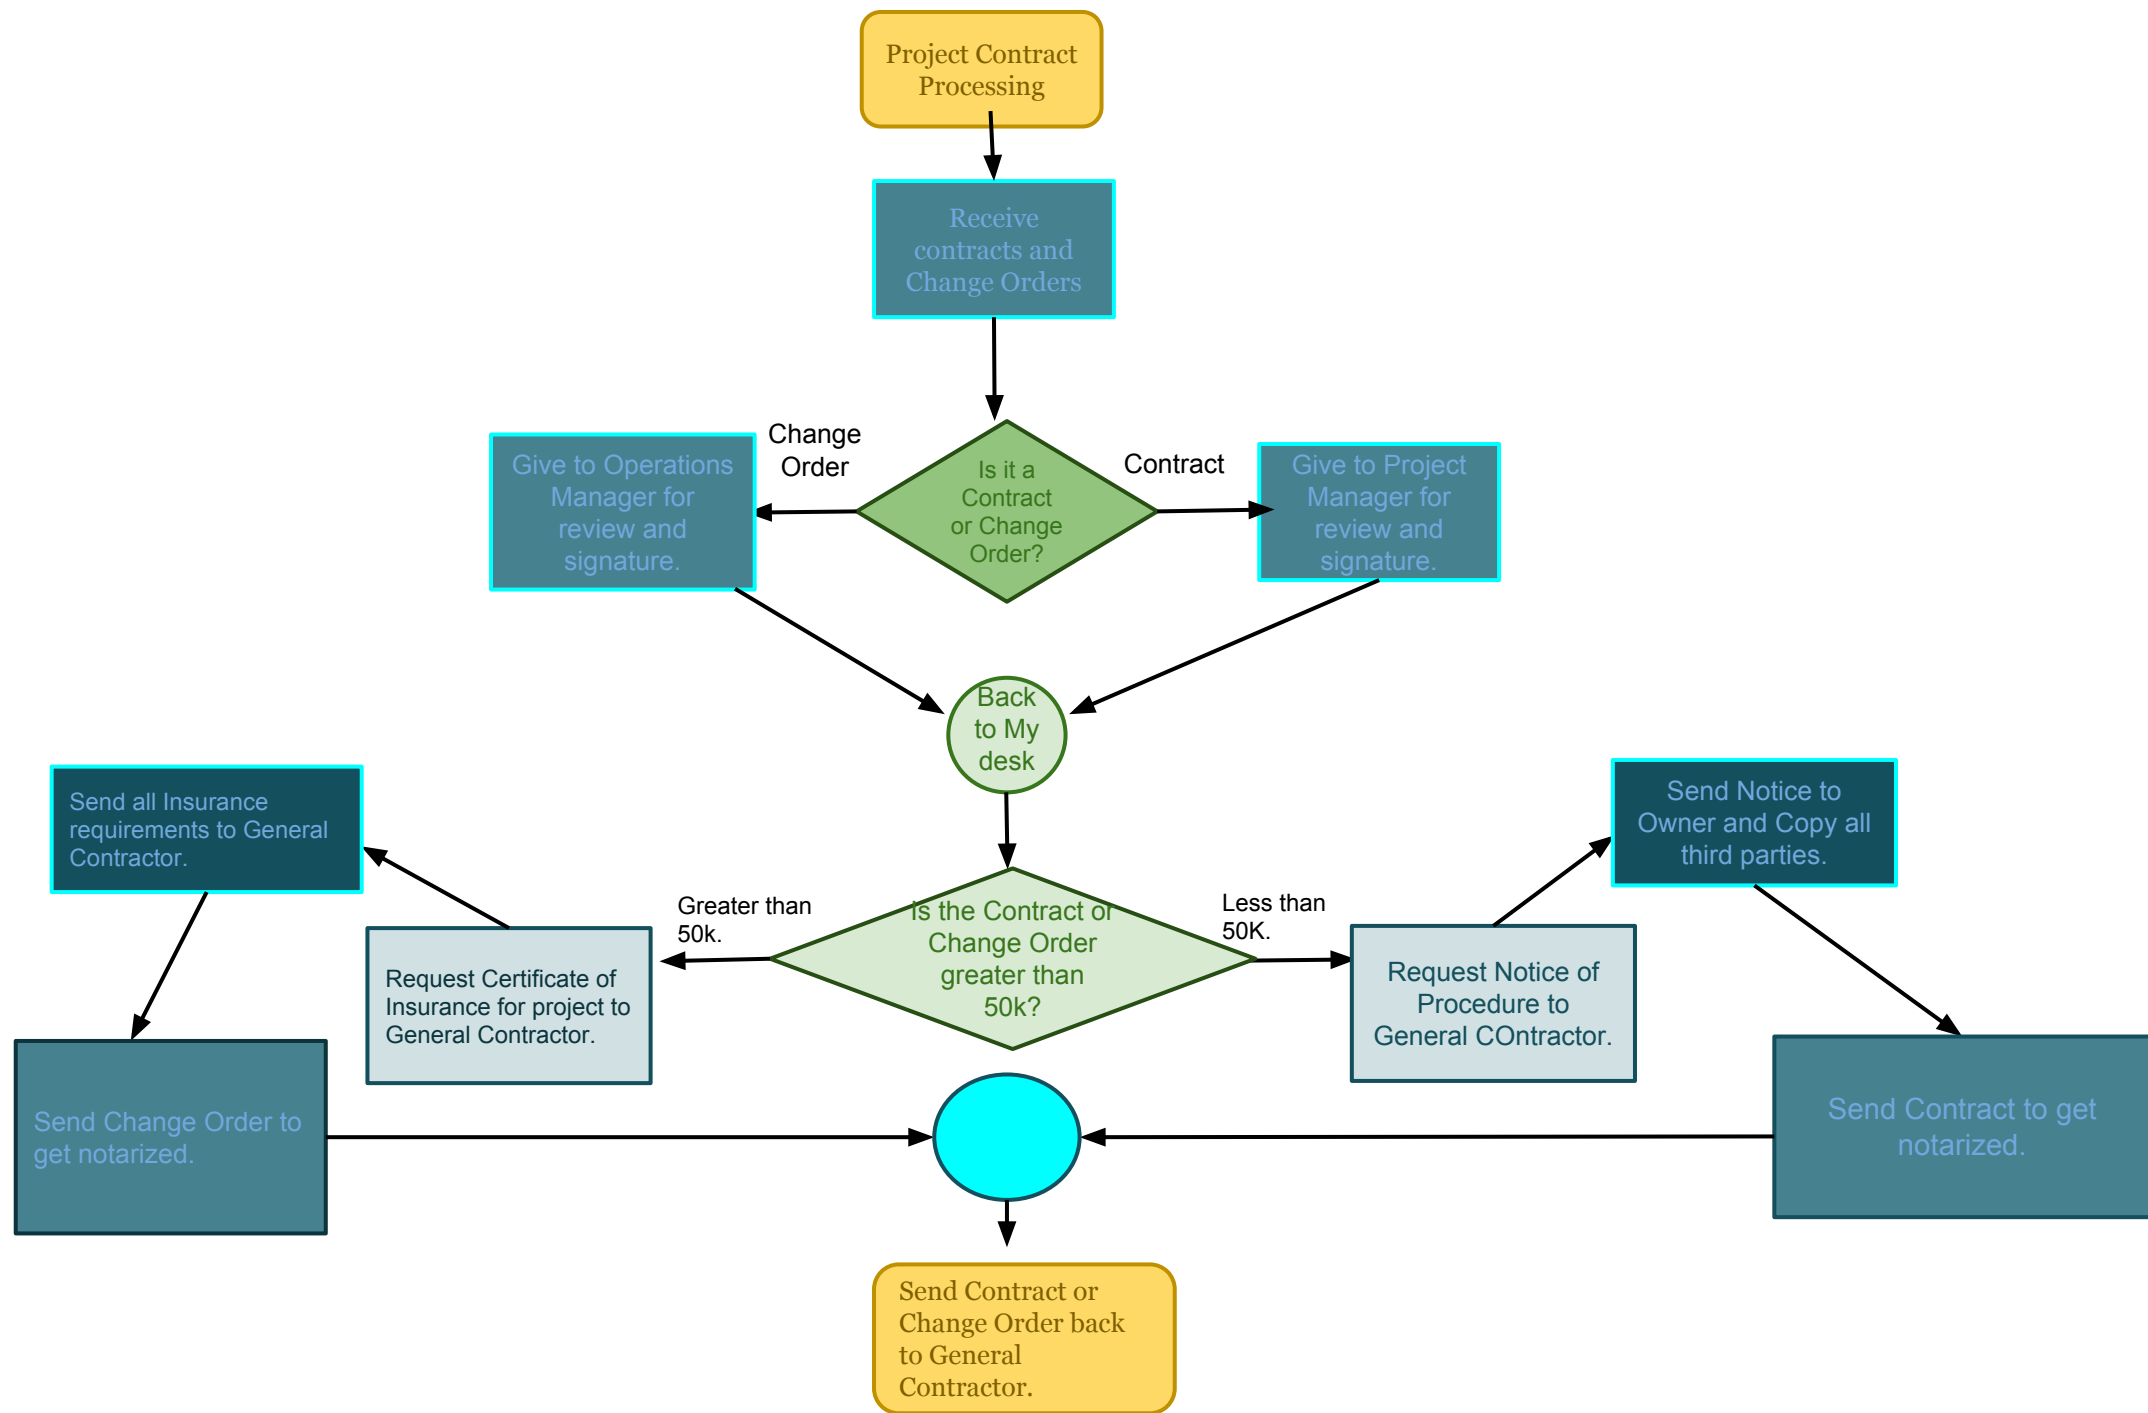 Project Contract
Processing
Receive
contracts and
Change Orders
Change
Order
Contract
Give to Operations
Manager for
review and
signature.
Is it a
Contract
or Change
Order?
Give to Project
Manager for
review and
signature.
Back
to My
desk
Send all Insurance
requirements to General
Contractor.
Send Notice to
Owner and Copy all
third parties.
Greater than
50k.
Is the Contract or
Change Order
greater than
50k?
Less than
50K.
Request Certificate of
Insurance for project to
General Contractor.
Request Notice of
Procedure to
General COntractor.
Send Change Order to
get notarized.
Send Contract to get
notarized.
Send Contract or
Change Order back
to General
Contractor.